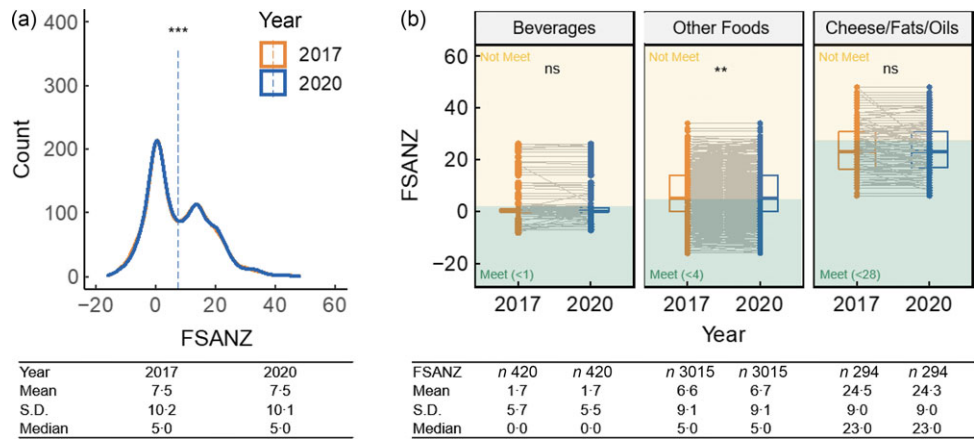 (a)
***
Year
2017
2020
Count
400
300
200
100
0
−20 0 20 40 60
FSANZ
Year 2017 2020
Mean 7·5 7·5
S.D. 10·2 10·1
Median 5·0 5·0
(b)
Beverages Other Foods Cheese/Fats/Oils
Not Meet Not Meet Not Meet
ns ** ns
FSANZ
60
40
20
0
−20
Meet (<1) Meet (<4) Meet (<28)
2017 2020 2017 2020 2017 2020
Year
FSANZ n 420 n 420 n 3015 n 3015 n 294 n 294
Mean 1·7 1·7 6·6 6·7 24·5 24·3
S.D. 5·7 5·5 9·1 9·1 9·0 9·0
Median 0·0 0·0 5·0 5·0 23·0 23·0